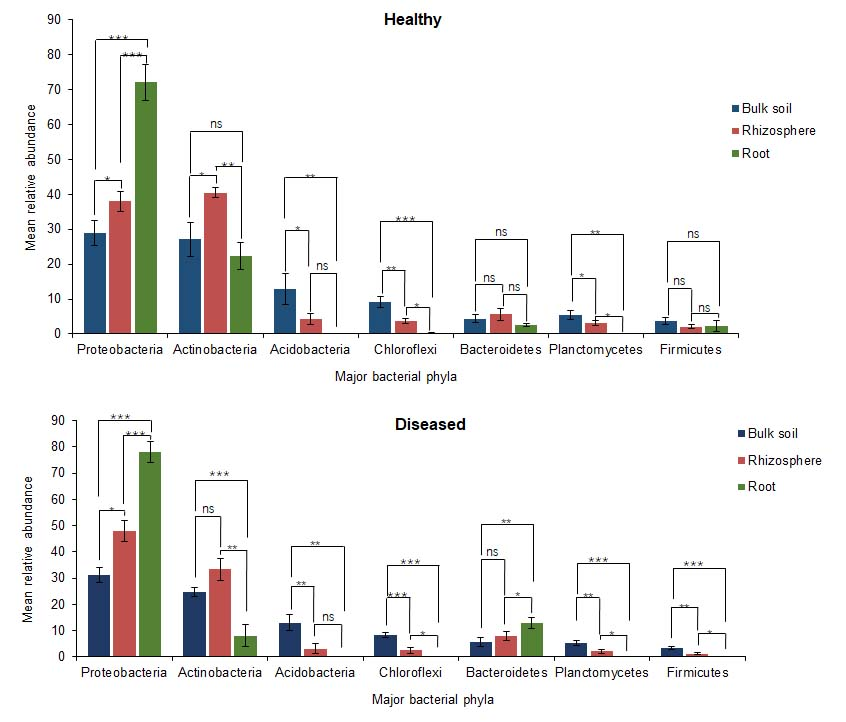 Healthy
90
80
70
60
50
40
30
20
10
0
Mean relative abundance
*** *** *
ns * **
** * ns
*** ** *
ns ns ns
** * *
ns ns ns
Bulk soil
Rhizosphere
Root
Proteobacteria Actinobacteria Acidobacteria Chloroflexi Bacteroidetes Planctomycetes Firmicutes
Major bacterial phyla
Diseased
90
80
70
60
50
40
30
20
10
0
Mean relative abundance
*** *** *
*** ns **
** ** ns
*** *** *
** ns *
*** ** *
*** ** *
Bulk soil
Rhizosphere
Root
Proteobacteria Actinobacteria Acidobacteria Chloroflexi Bacteroidetes Planctomycetes Firmicutes
Major bacterial phyla